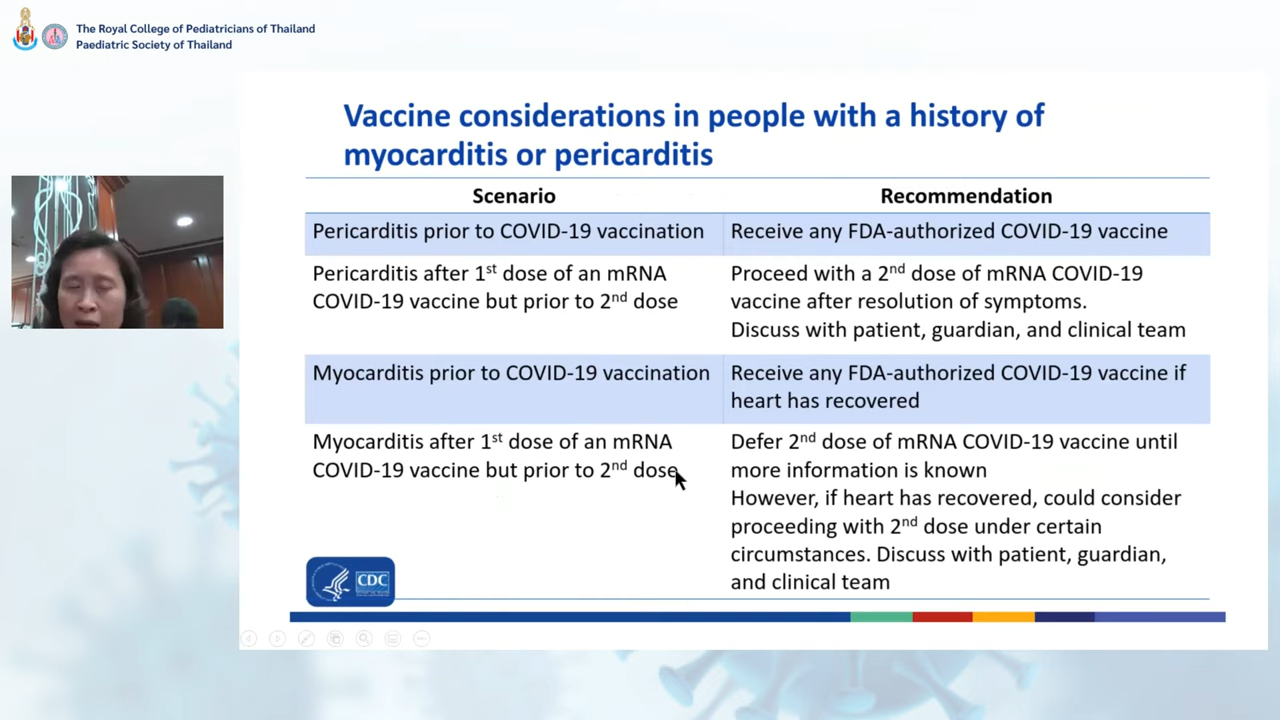 The Royal College of Pediatricians of Thailand
Paediatric Society of Thailand
Vaccine considerations in people with a history of
myocarditis or pericarditis
Scenario
Recommendation
Pericarditis prior to COVID-19 vaccination
Receive any FDA-authorized COVID-19 vaccine
Pericarditis after 1st dose of an mRNA
COVID-19 vaccine but prior to 2nd dose
Proceed with a 2nd dose of mRNA COVID-19
vaccine after resolution of symptoms.
Discuss with patient, guardian, and clinical team
Myocarditis prior to COVID-19 vaccination
Receive any FDA-authorized COVID-19 vaccine if
heart has recovered
Myocarditis after 1st dose of an mRNA
COVID-19 vaccine but prior to 2nd dose
Defer 2nd dose of mRNA COVID-19 vaccine until
more information is known
However, if heart has recovered, could consider
proceeding with 2nd dose under certain
circumstances. Discuss with patient, guardian,
and clinical team
CDC